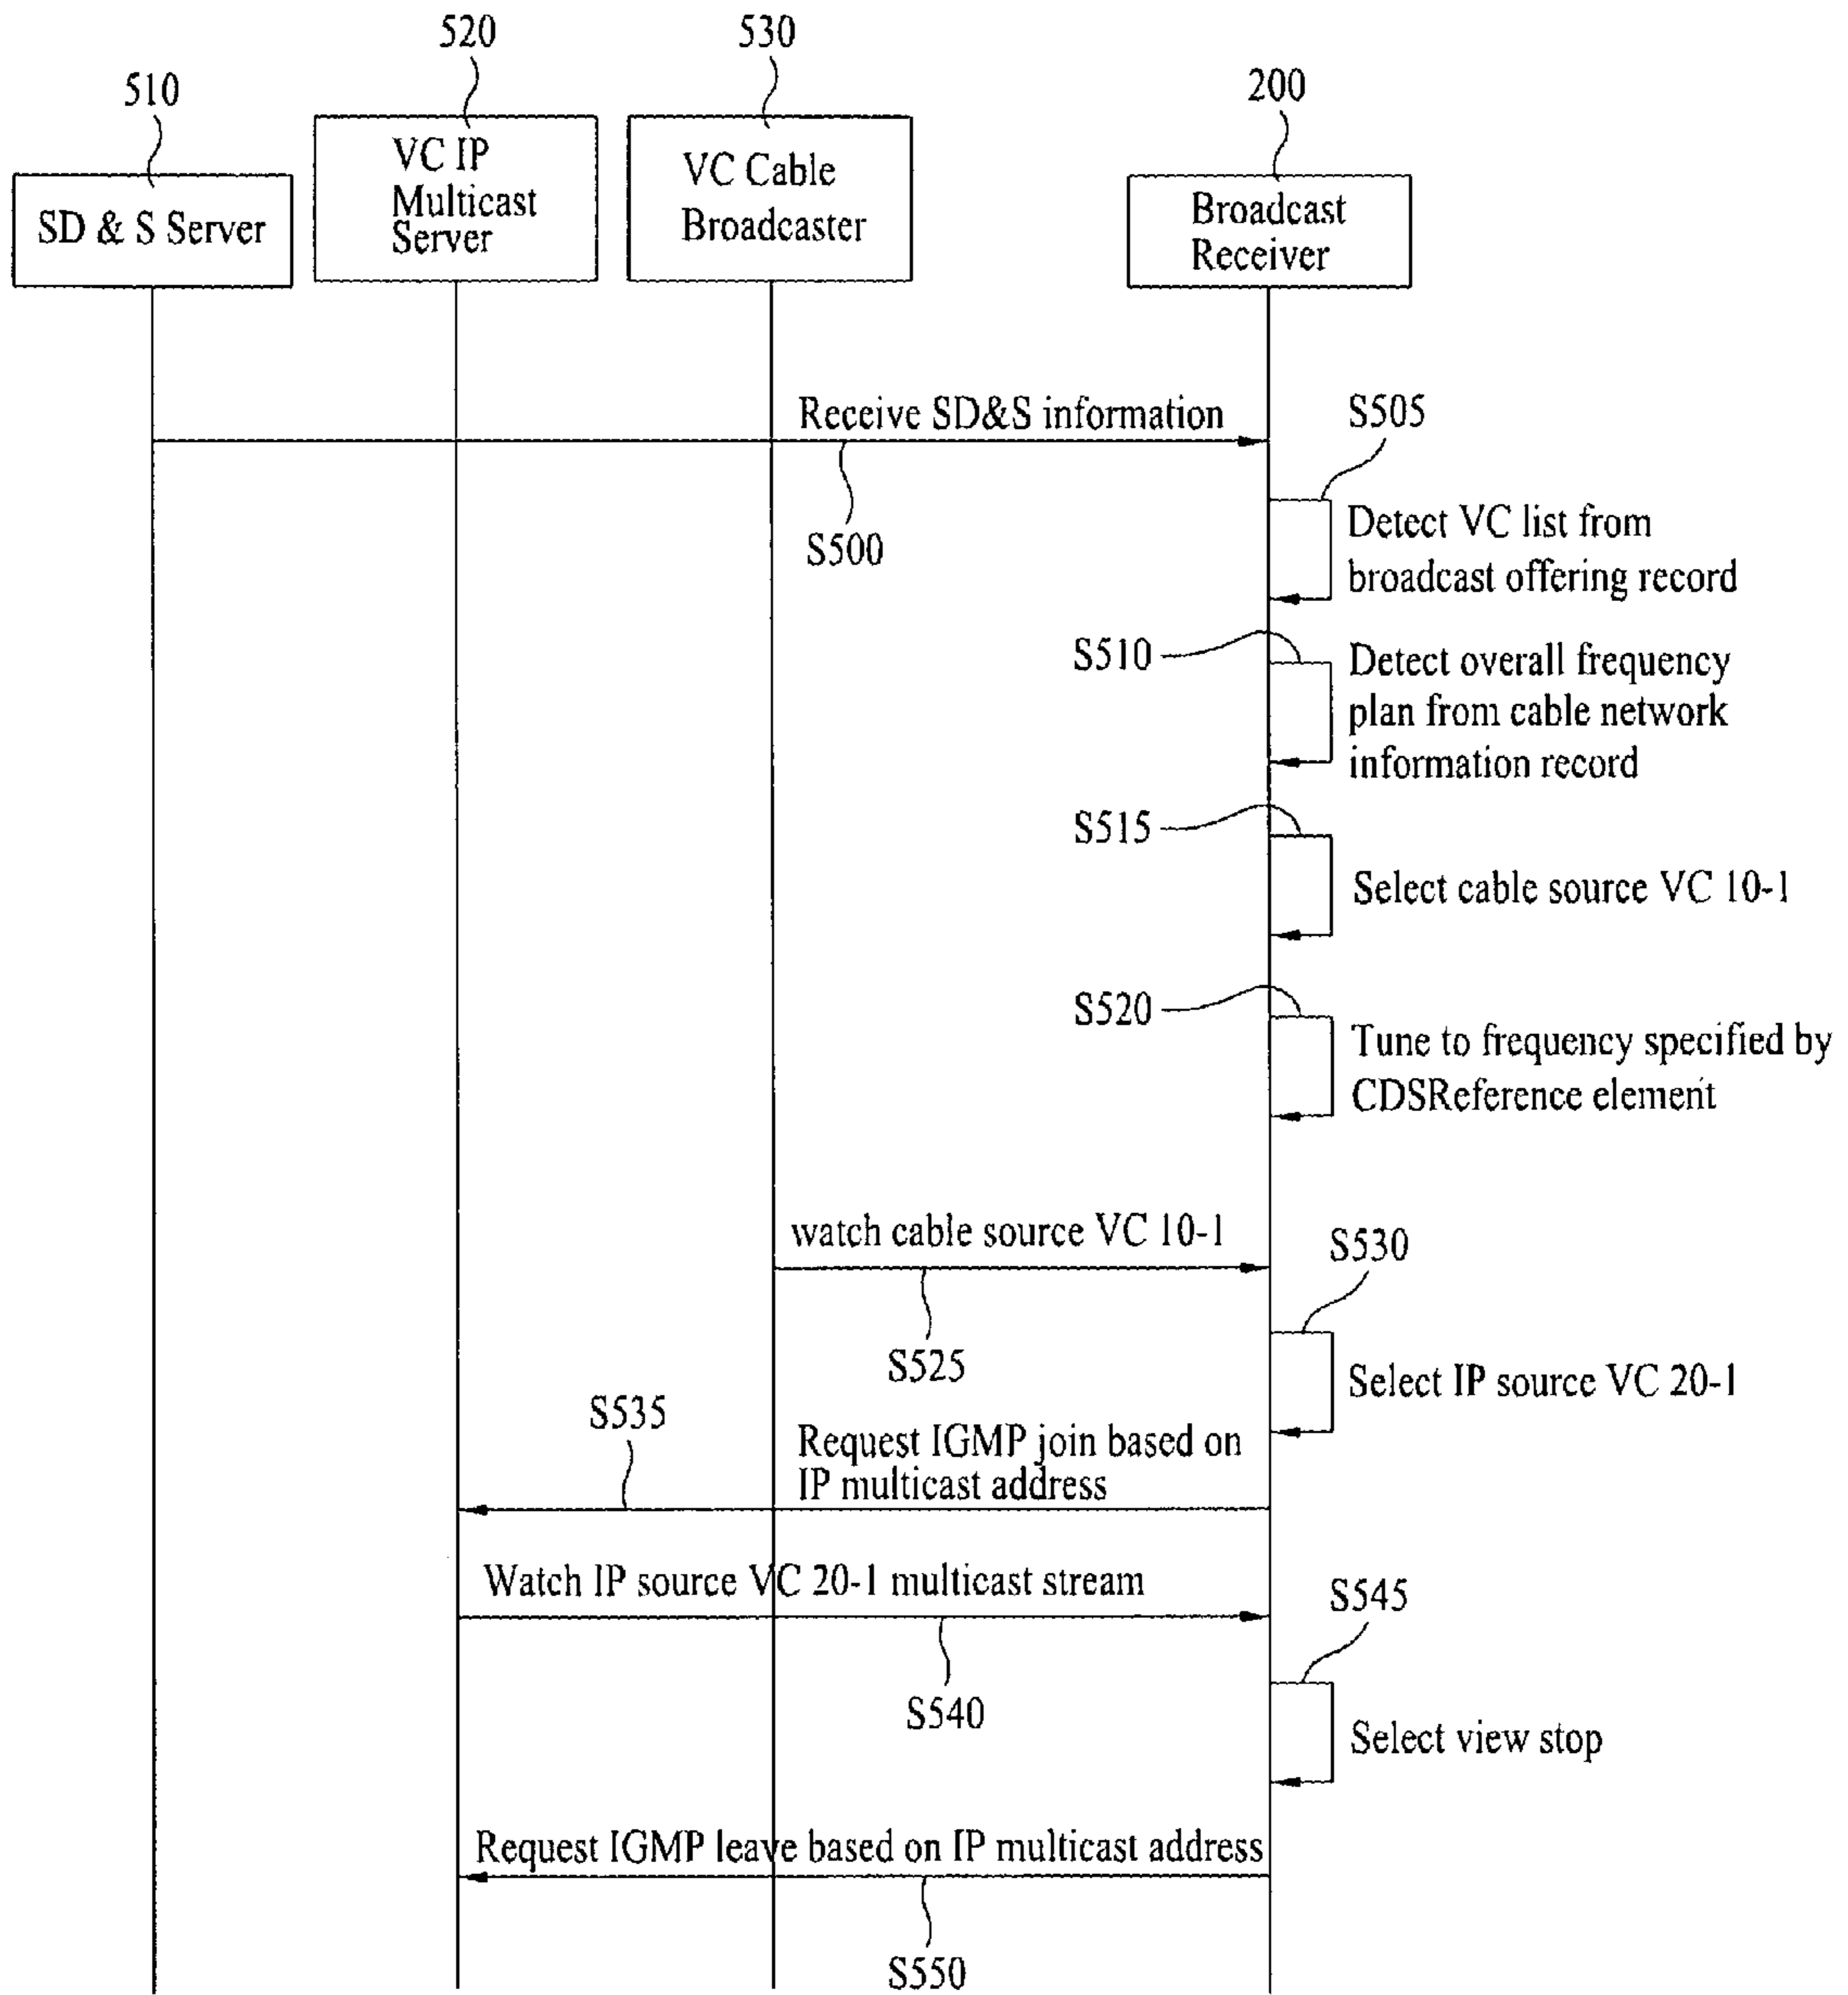 520
530
510
200
VC IP
Multicast
Server
VC Cable
Broadcaster
SD & S Server
Broadcast
Receiver
Receive SD&S information
S505
S500
Detect VC list from
broadcast offering record
S510
Detect overall frequency
plan from cable network
information record
S515
Select cable source VC 10-1
S520
Tune to frequency specified by
CDSReference element
watch cable source VC 10-1
S530
S525
Select IP source VC 20-1
S535
Request IGMP join based on
IP multicast address
Watch IP source VC 20-1 multicast stream
S545
S540
Select view stop
Request IGMP leave based on IP multicast address
S550